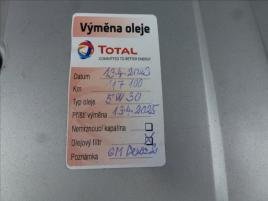 Výměna oleje
TOTAL
COMMITTED TO BETTER ENERGY
Datum 13.4.
Km 17 100
Typ oleje 5W30
Příští výměna 13.4.2025
Nemrznoucí kapalina
Olejový filtr
Poznámka GM